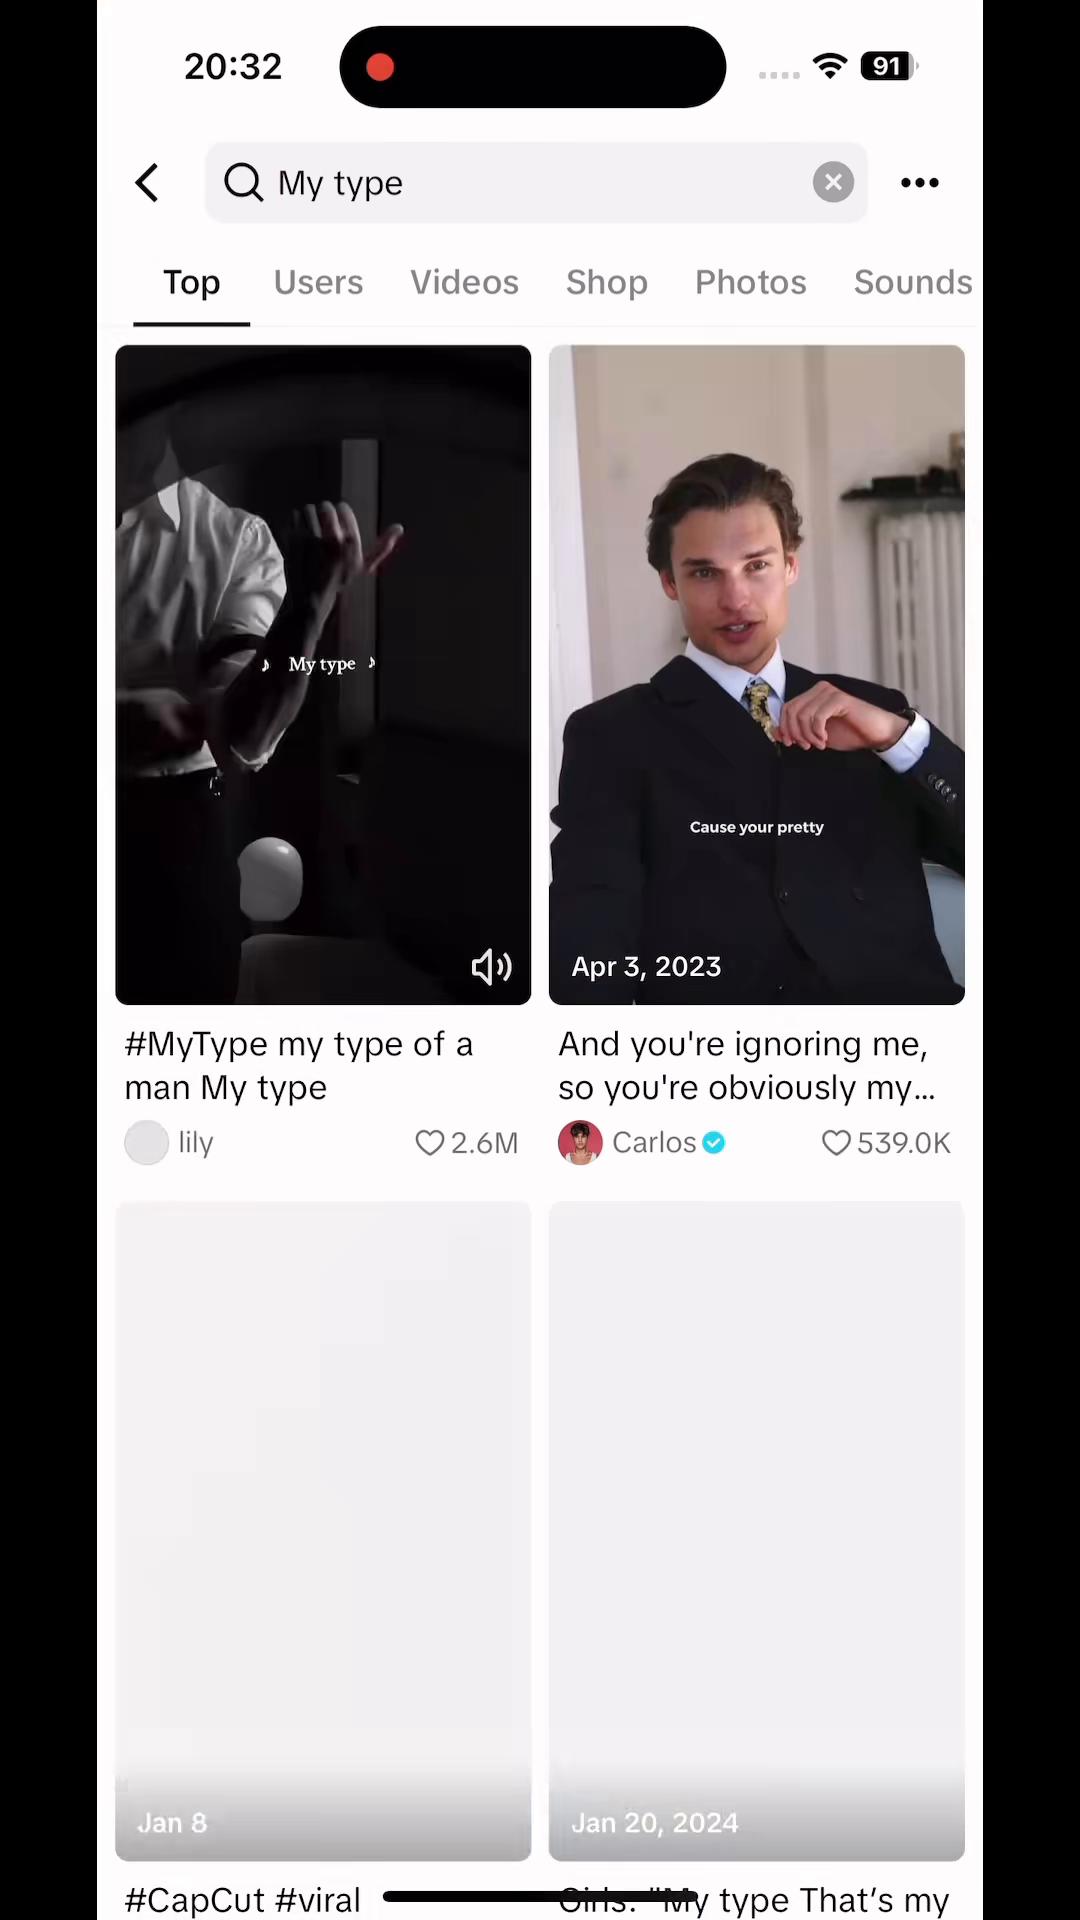 20:32
91
My type
Top Users Videos Shop Photos Sounds
♪ My type ♪
Cause your pretty
Apr 3, 2023
#MyType my type of a
man My type
lily 2.6M
And you're ignoring me,
so you're obviously my...
Carlos 539.0K
Jan 8
Jan 20, 2024
#CapCut #viral
Girls: "My type That's my